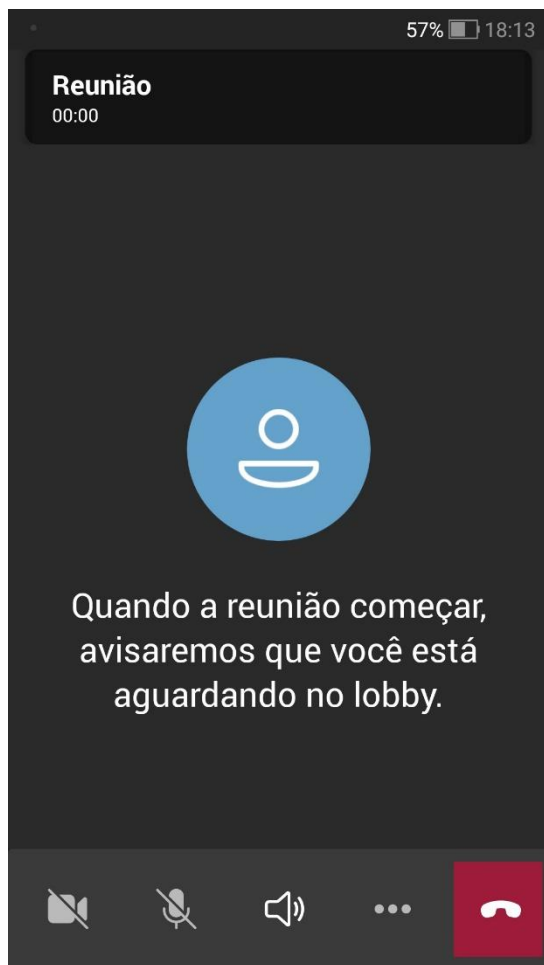 57% 18:13
Reunião
00:00
Quando a reunião começar,
avisaremos que você está
aguardando no lobby.